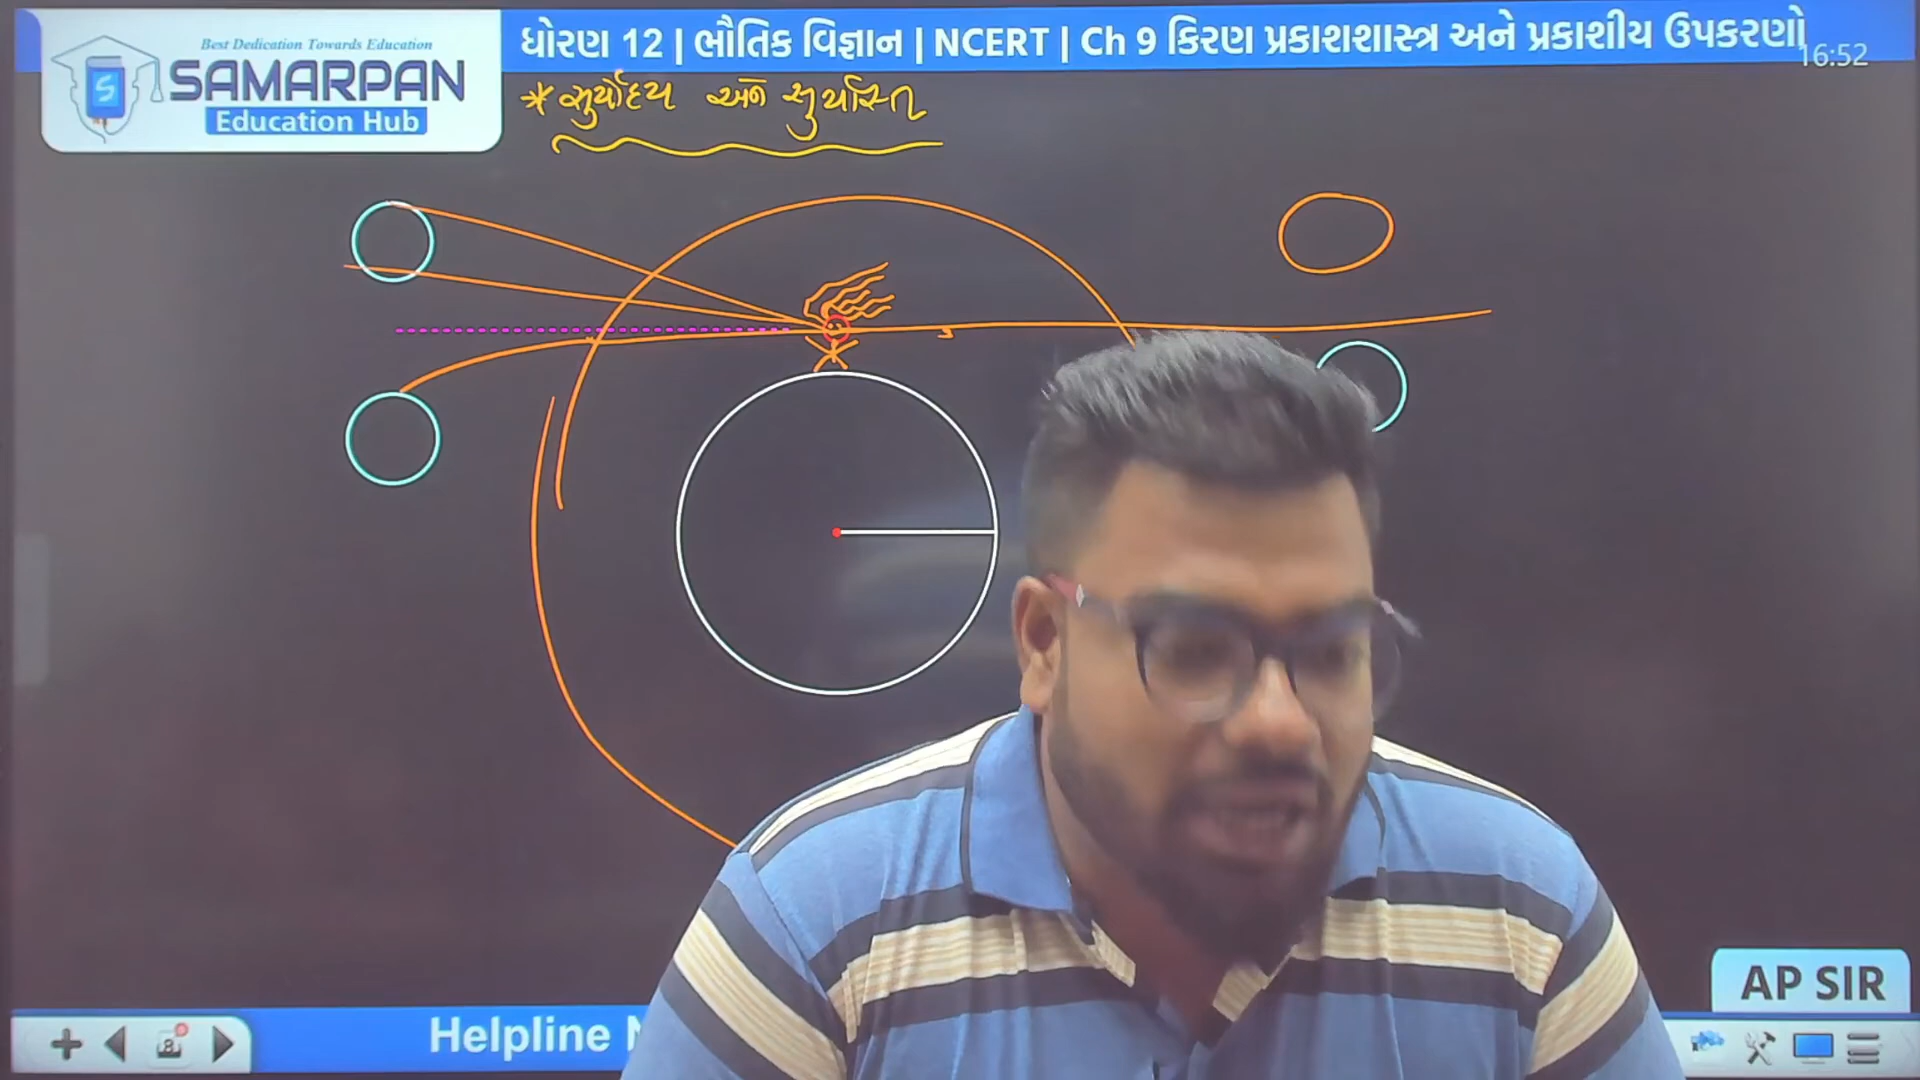 Best Dedication Towards Education
SAMARPAN
Education Hub
ધોરણ 12 | ભૌતિક વિજ્ઞાન | NCERT | Ch 9 કિરણ પ્રકાશશાસ્ત્ર અને પ્રકાશીય ઉપકરણો
16:52
* સુર્યોદય અને સુર્યાસ્ત
AP SIR
Helpline